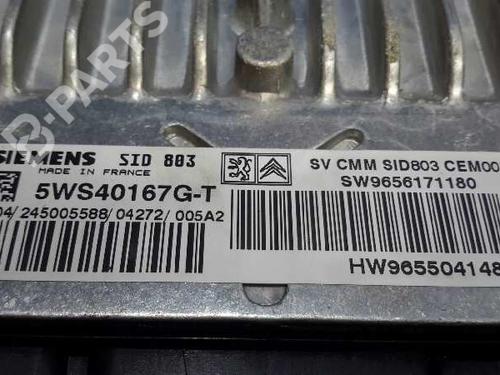 B-PARTS
SIEMENS SID 803
MADE IN FRANCE
5WS40167G-T
04/245005588/04272/005A2
SV CMM SID803 CEM00
SW9656171180
HW965504148